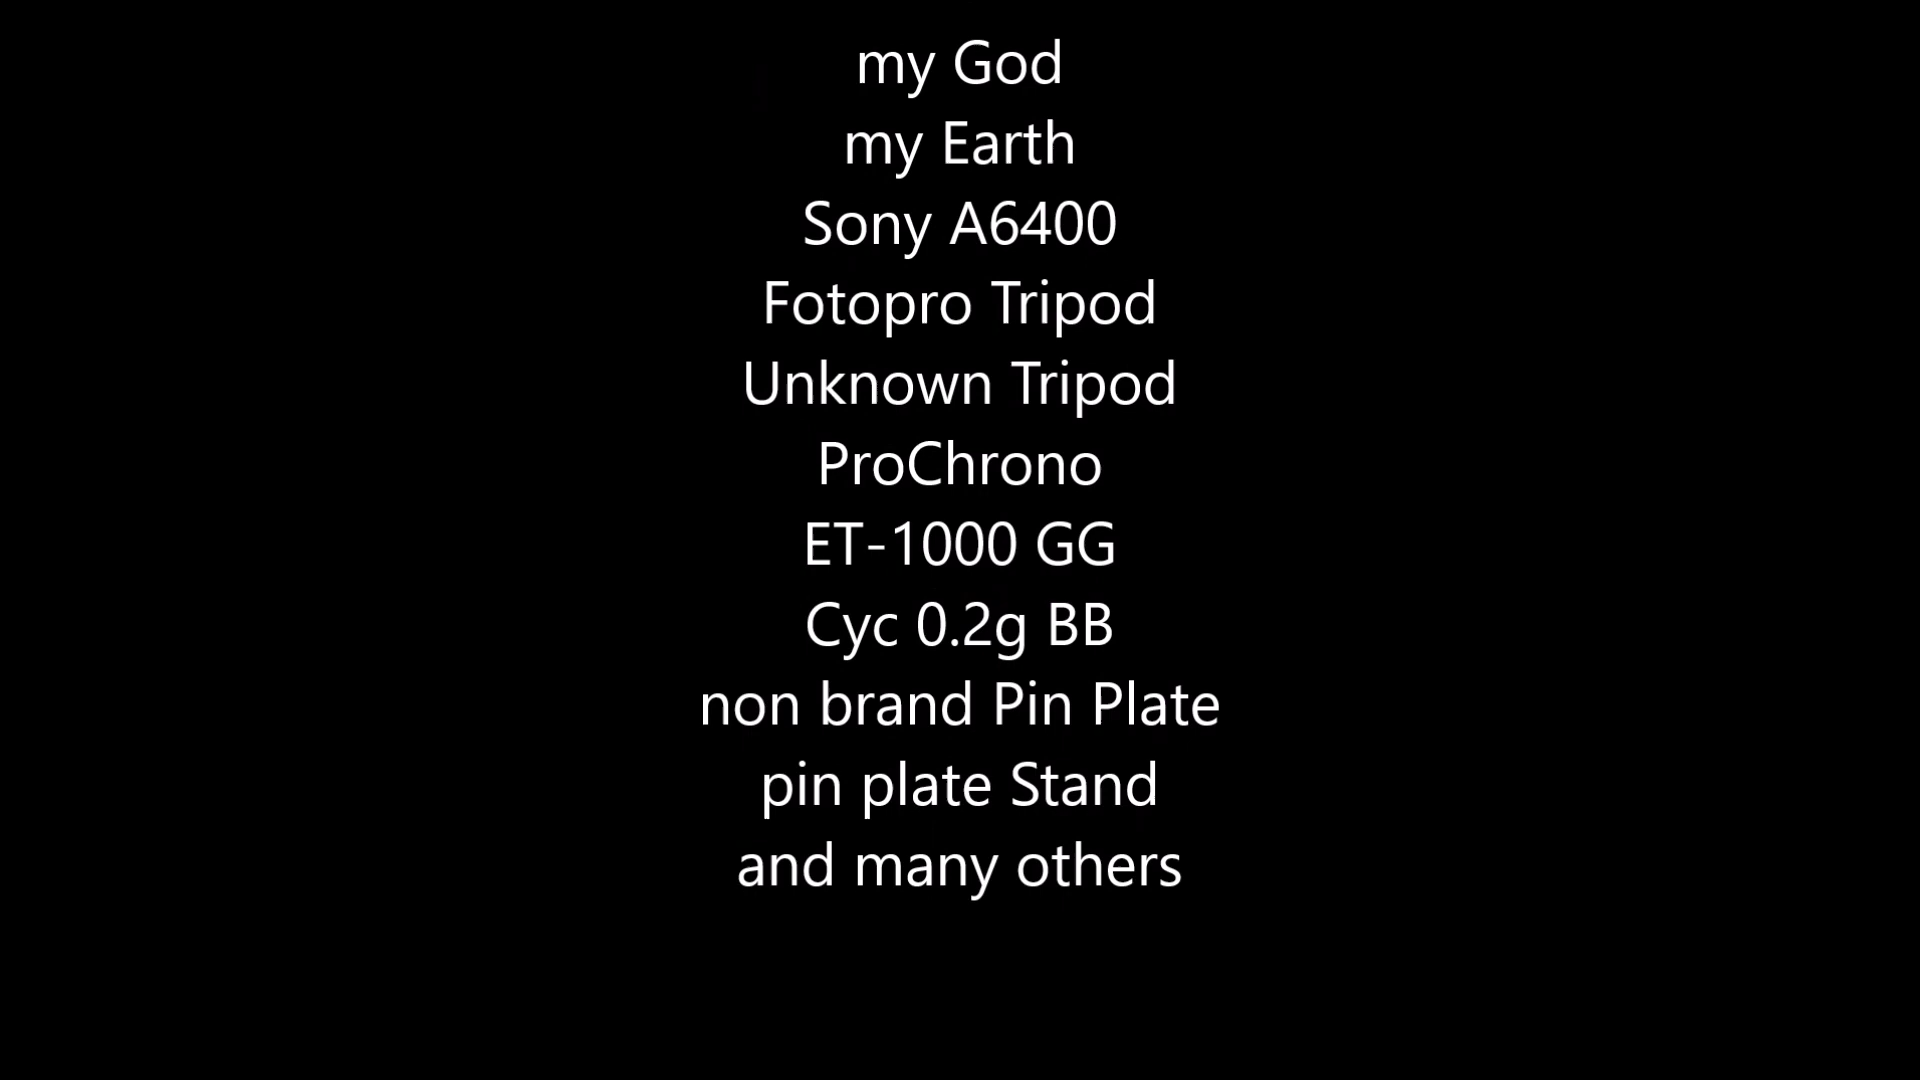 my God
my Earth
Sony A6400
Fotopro Tripod
Unknown Tripod
ProChrono
ET-1000 GG
Cyc 0.2g BB
non brand Pin Plate
pin plate Stand
and many others